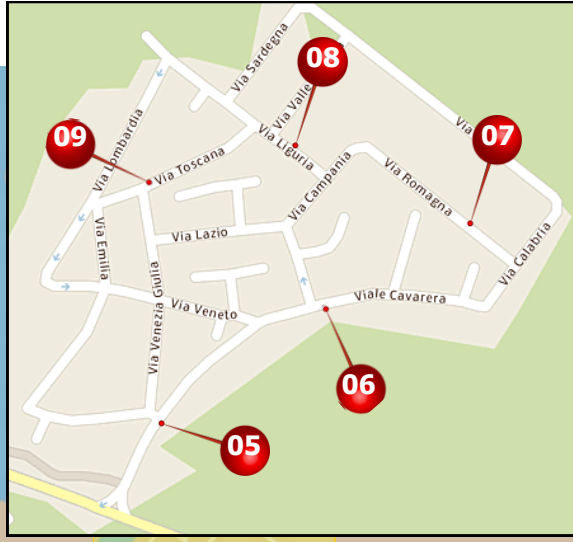 Via Sardegna
08
Via Valle
Via
07
09
Via Lombardia
Via Liguria
Via Toscana
Via Campania
Via Romagna
Via Lazio
Via Calabria
Via Emilia
Via Venezia Giulia
Via Veneto
Viale Cavarera
06
05